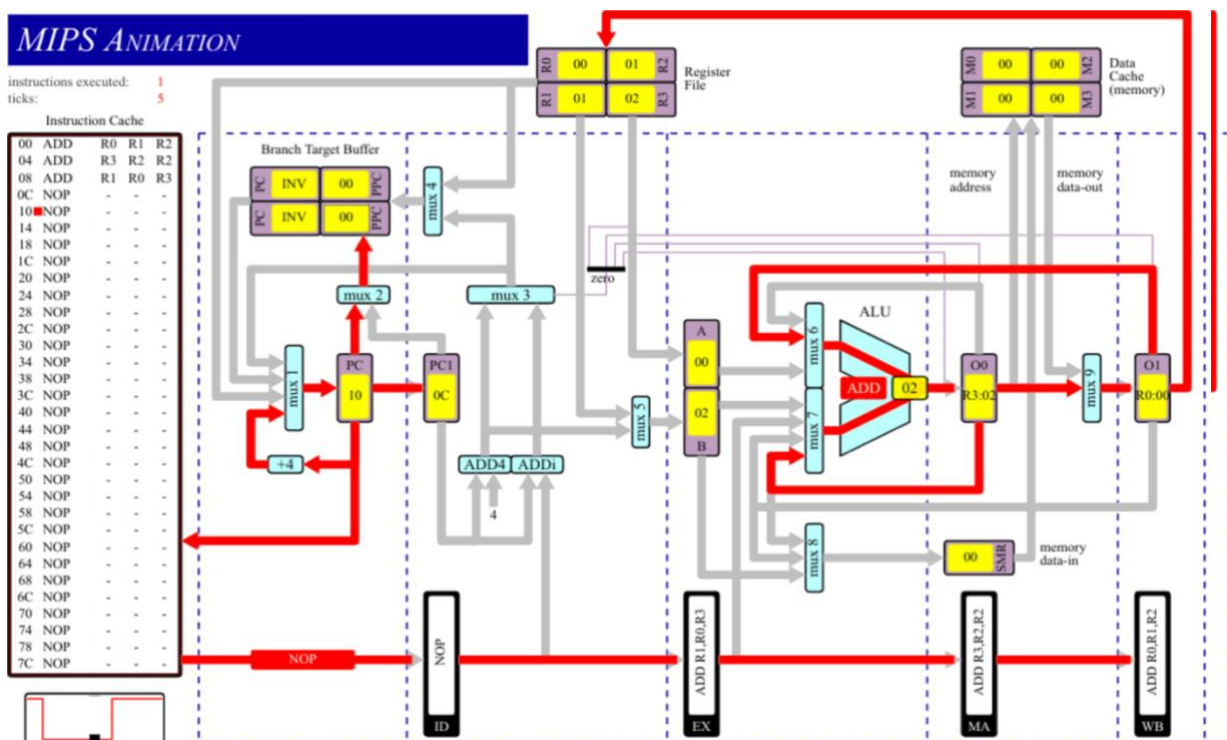 MIPS ANIMATION
instructions executed: 1
ticks: 5
Instruction Cache
00 ADD R0 R1 R2
04 ADD R3 R2 R2
08 ADD R1 R0 R3
0C NOP - - -
10 NOP - - -
14 NOP - - -
18 NOP - - -
1C NOP - - -
20 NOP - - -
24 NOP - - -
28 NOP - - -
2C NOP - - -
30 NOP - - -
34 NOP - - -
38 NOP - - -
3C NOP - - -
40 NOP - - -
44 NOP - - -
48 NOP - - -
4C NOP - - -
50 NOP - - -
54 NOP - - -
58 NOP - - -
5C NOP - - -
60 NOP - - -
64 NOP - - -
68 NOP - - -
6C NOP - - -
70 NOP - - -
74 NOP - - -
78 NOP - - -
7C NOP - - -
R0 00 01 R2
R1 01 02 R3
Register
File
M0 00 00 M2
M1 00 00 M3
Data
Cache
(memory)
Branch Target Buffer
PC INV 00 PPC
PC INV 00 PPC
mux 4
memory
address
memory
data-out
zero
mux 2
mux 3
mux 1
PC
10
PC1
0C
+4
ADD4
ADDi
4
mux 5
A
00
02
B
mux 6
mux 7
ALU
ADD
02
O0
R3:02
mux 9
O1
R0:00
mux 8
00 SMR
memory
data-in
NOP
NOP
ID
ADD R1,R0,R3
EX
ADD R3,R2,R2
MA
ADD R0,R1,R2
WB